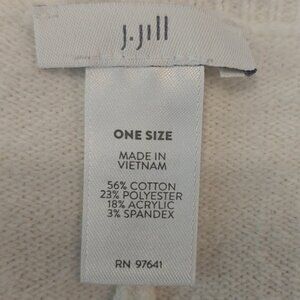 J.Jill
ONE SIZE
MADE IN
VIETNAM
56% COTTON
23% POLYESTER
18% ACRYLIC
3% SPANDEX
RN 97641